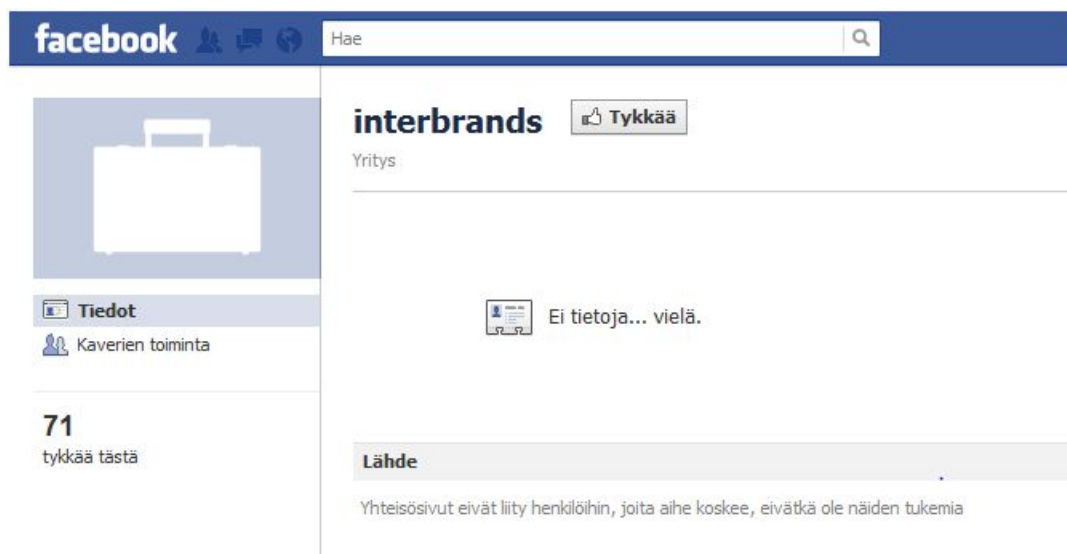 facebook
Hae
interbrands
Tykkää
Yritys
Tiedot
Ei tietoja... vielä.
Kaverien toiminta
71
tykkää tästä
Lähde
Yhteisösivut eivät liity henkilöihin, joita aihe koskee, eivätkä ole näiden tukemia